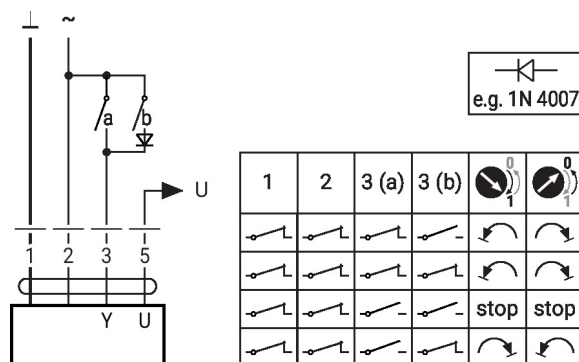 ⊥ ~
e.g. 1N 4007
a b
U
1 2 3 (a) 3 (b) 0 1 0 1
1 2 3 5
Y U
stop stop